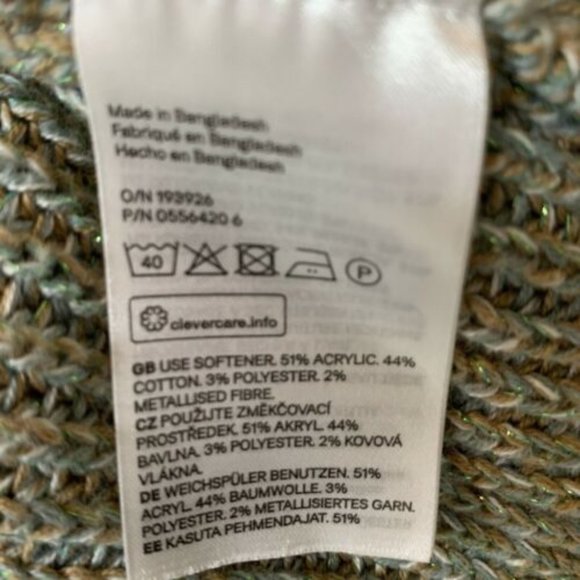 Made in Bangladesh
Fabriqué en Bangladesh
Hecho en Bangladesh
O/N 193926
P/N 0556420 6
40
P
clevercare.info
GB USE SOFTENER. 51% ACRYLIC. 44%
COTTON. 3% POLYESTER. 2%
METALLISED FIBRE.
CZ POUŽIJTE ZMĚKČOVACÍ
PROSTŘEDEK. 51% AKRYL. 44%
BAVLNA. 3% POLYESTER. 2% KOVOVÁ
VLÁKNA.
DE WEICHSPÜLER BENUTZEN. 51%
ACRYL. 44% BAUMWOLLE. 3%
POLYESTER. 2% METALLISIERTES GARN.
EE KASUTA PEHMENDAJAT. 51%